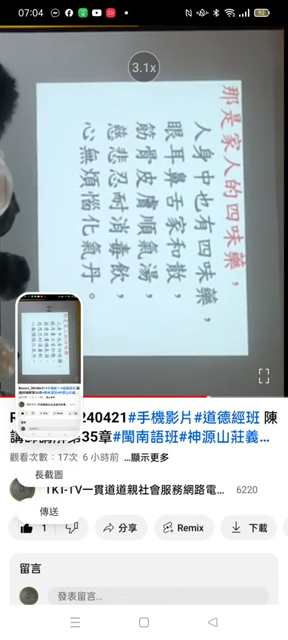 07:04
92
3.1x
那是家人的四味藥，
人身中也有四味藥，
眼耳鼻舌家和散，
筋骨皮膚順氣湯，
慈悲忍耐消毒飲，
心無煩惱化氣丹。
240421#手機影片#道德經班 陳
第35章#閩南語班#神源山莊義…
觀看次數：17次 6 小時前 …顯示更多
長截圖
TKT-TV一貫道道親社會服務網路電… 6220
傳送
1 分享 Remix 下載
留言
發表留言…